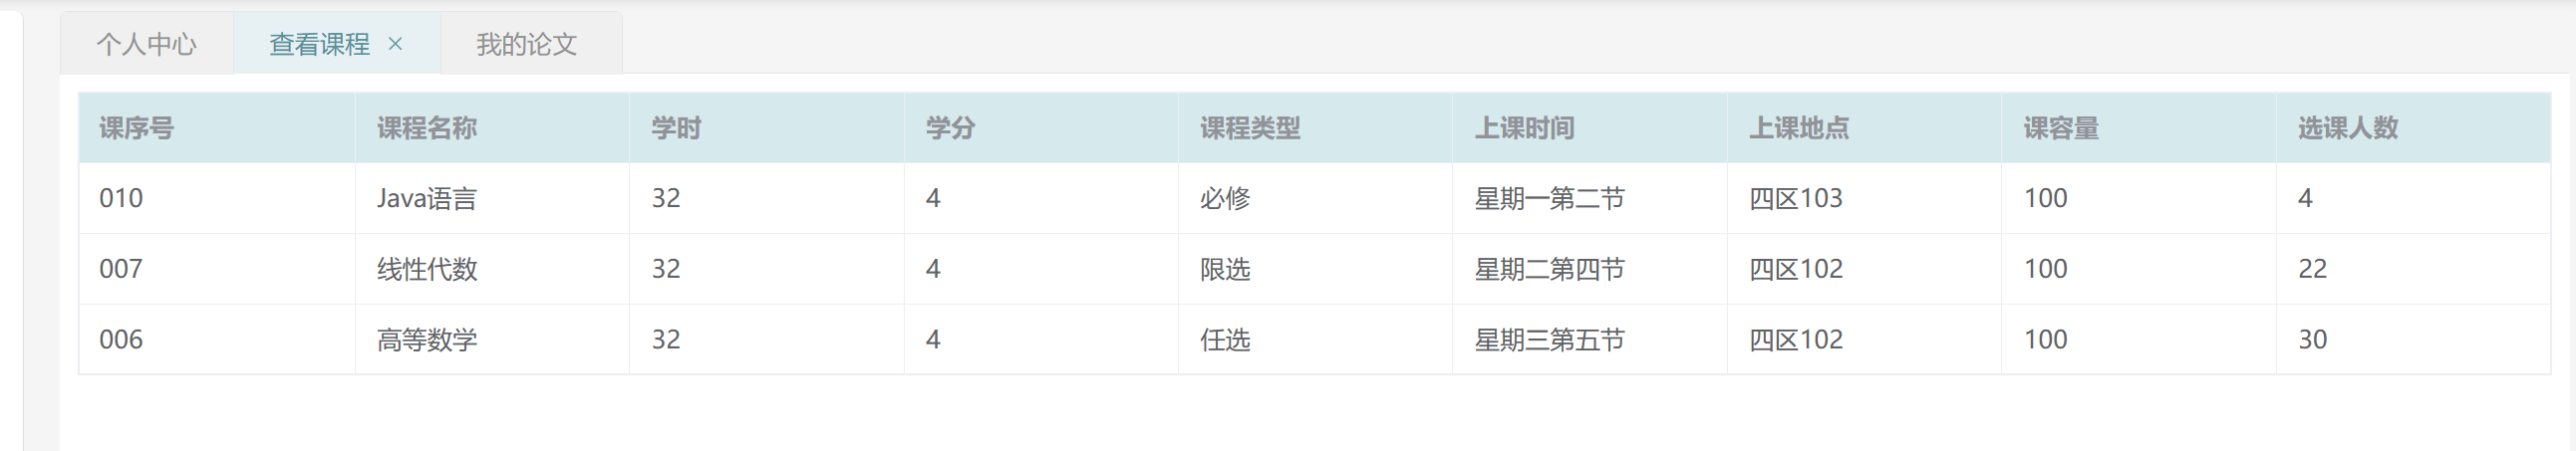 个人中心 查看课程 × 我的论文
课序号 课程名称 学时 学分 课程类型 上课时间 上课地点 课容量 选课人数
010 Java语言 32 4 必修 星期一第二节 四区103 100 4
007 线性代数 32 4 限选 星期二第四节 四区102 100 22
006 高等数学 32 4 任选 星期三第五节 四区102 100 30